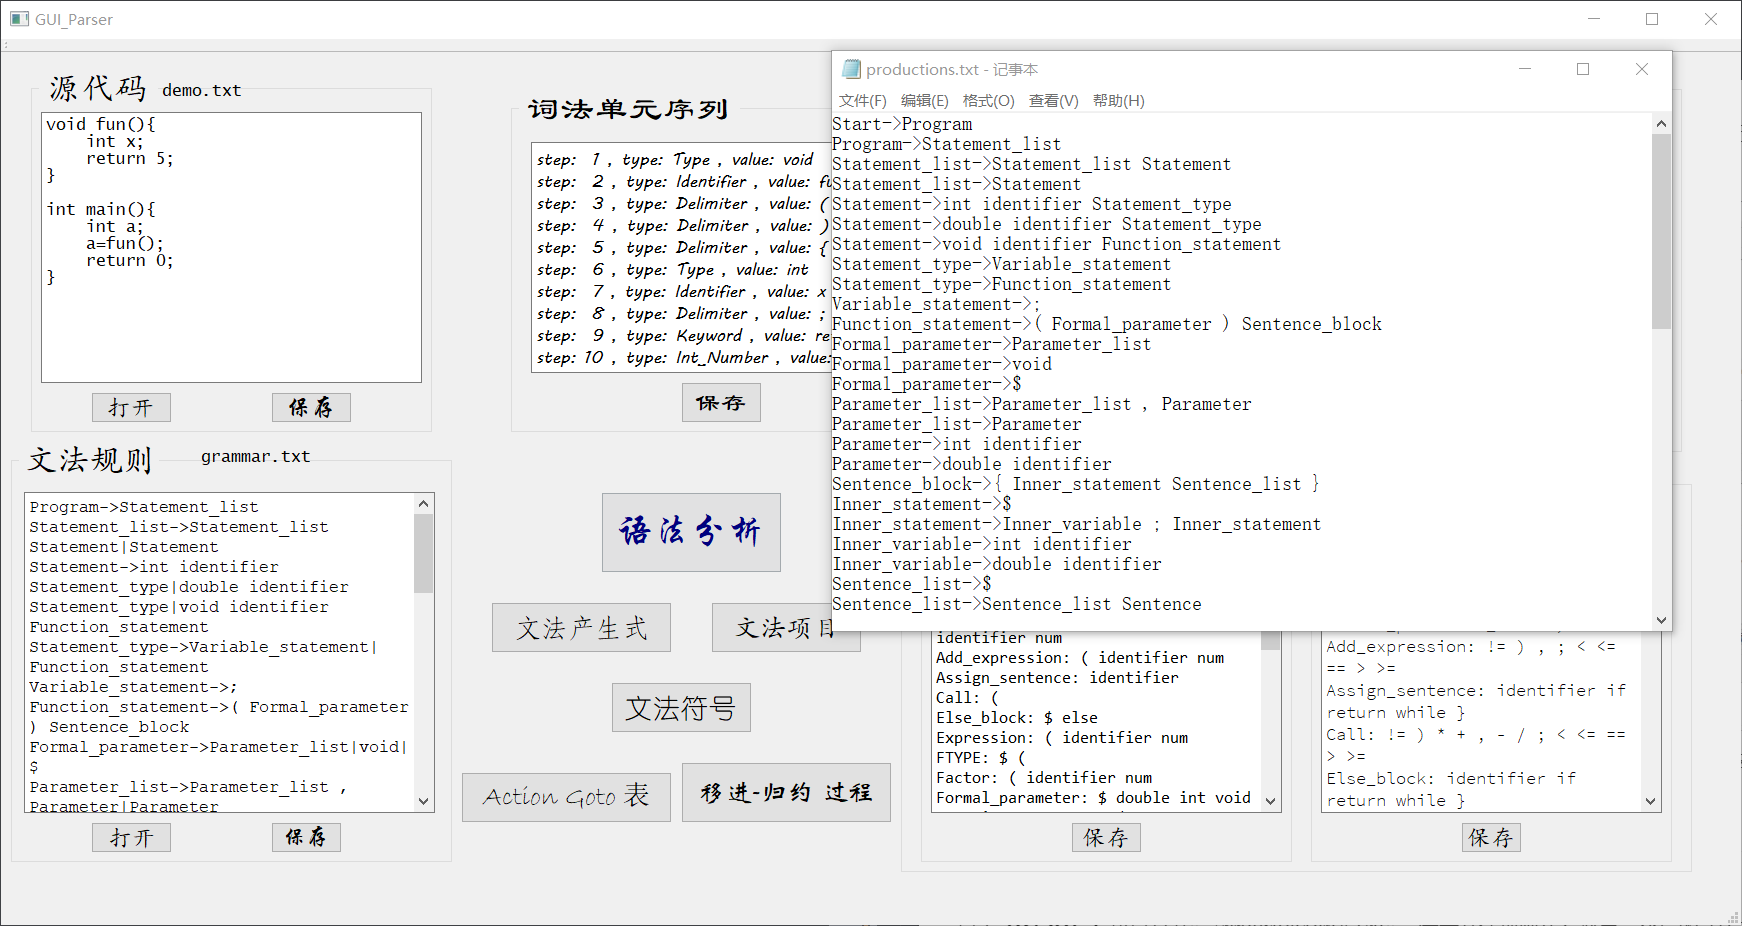 GUI_Parser
源代码 demo.txt
void fun(){
    int x;
    return 5;
}
int main(){
    int a;
    a=fun();
    return 0;
}
打开 保存
词法单元序列
step: 1 , type: Type , value: void
step: 2 , type: Identifier , value: fu
step: 3 , type: Delimiter , value: (
step: 4 , type: Delimiter , value: )
step: 5 , type: Delimiter , value: {
step: 6 , type: Type , value: int
step: 7 , type: Identifier , value: x
step: 8 , type: Delimiter , value: ;
step: 9 , type: Keyword , value: re
step: 10 , type: Int_Number , value:
保存
productions.txt - 记事本
文件(F) 编辑(E) 格式(O) 查看(V) 帮助(H)
Start->Program
Program->Statement_list
Statement_list->Statement_list Statement
Statement_list->Statement
Statement->int identifier Statement_type
Statement->double identifier Statement_type
Statement->void identifier Function_statement
Statement_type->Variable_statement
Statement_type->Function_statement
Variable_statement->;
Function_statement->( Formal_parameter ) Sentence_block
Formal_parameter->Parameter_list
Formal_parameter->void
Formal_parameter->$
Parameter_list->Parameter_list , Parameter
Parameter_list->Parameter
Parameter->int identifier
Parameter->double identifier
Sentence_block->{ Inner_statement Sentence_list }
Inner_statement->$
Inner_statement->Inner_variable ; Inner_statement
Inner_variable->int identifier
Inner_variable->double identifier
Sentence_list->$
Sentence_list->Sentence_list Sentence
文法规则 grammar.txt
Program->Statement_list
Statement_list->Statement_list
Statement|Statement
Statement->int identifier
Statement_type|double identifier
Statement_type|void identifier
Function_statement
Statement_type->Variable_statement|
Function_statement
Variable_statement->;
Function_statement->( Formal_parameter
) Sentence_block
Formal_parameter->Parameter_list|void|
$
Parameter_list->Parameter_list ,
Parameter|Parameter
打开 保存
语法分析
文法产生式 文法项目
文法符号
Action Goto 表 移进-归约 过程
identifier num
Add_expression: ( identifier num
Assign_sentence: identifier
Call: (
Else_block: $ else
Expression: ( identifier num
FTYPE: $ (
Factor: ( identifier num
Formal_parameter: $ double int void
保存
Add_expression: != ) , ; < <=
== > >=
Assign_sentence: identifier if
return while }
Call: != ) * + , - / ; < <= ==
> >=
Else_block: identifier if
return while }
保存